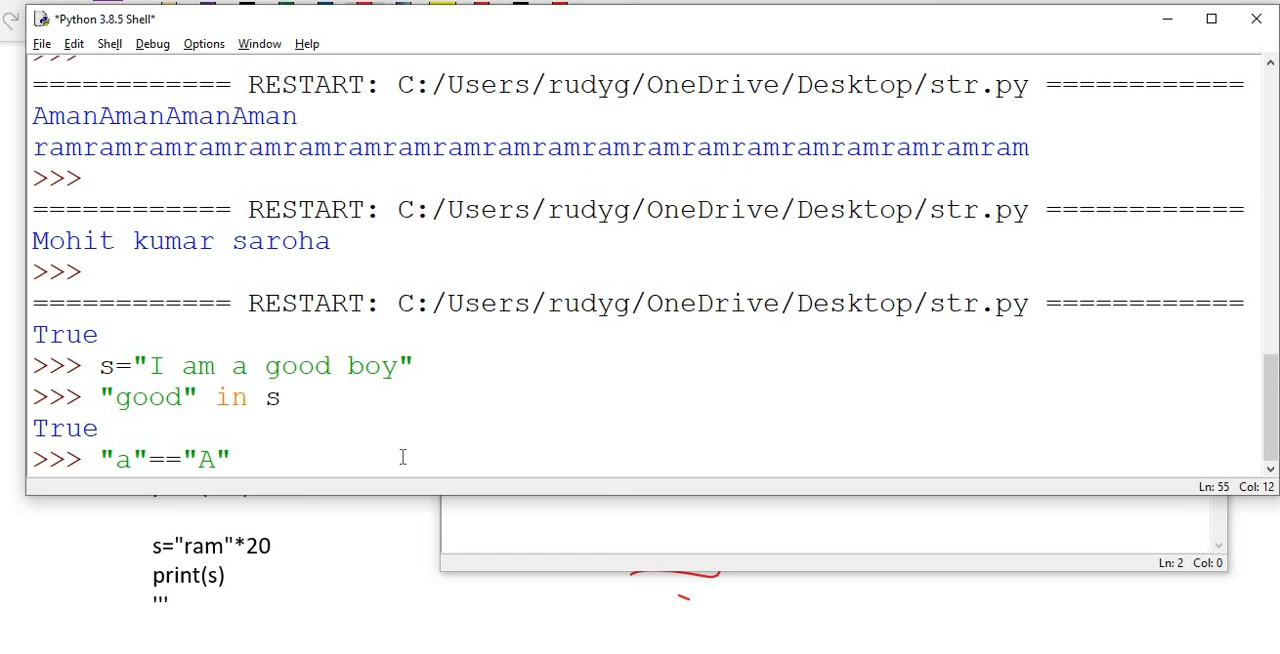 *Python 3.8.5 Shell*
File Edit Shell Debug Options Window Help
>>>
============ RESTART: C:/Users/rudyg/OneDrive/Desktop/str.py ============
AmanAmanAmanAman
ramramramramramramramramramramramramramramramramramramramram
>>>
============ RESTART: C:/Users/rudyg/OneDrive/Desktop/str.py ============
Mohit kumar saroha
>>>
============ RESTART: C:/Users/rudyg/OneDrive/Desktop/str.py ============
True
>>> s="I am a good boy"
>>> "good" in s
True
>>> "a"=="A"
Ln: 55 Col: 12
s="ram"*20
print(s)
'''
Ln: 2 Col: 0